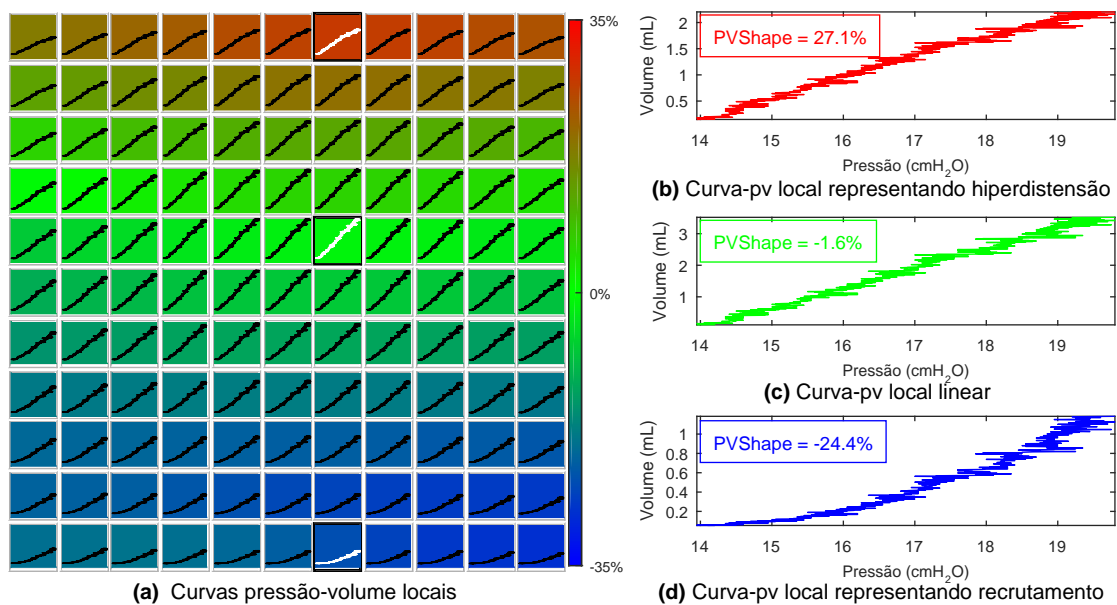 35%
0%
-35%
(a) Curvas pressão-volume locais
PVShape = 27.1%
Volume (mL)
2
1.5
1
0.5
14 15 16 17 18 19
Pressão (cmH2O)
(b) Curva-pv local representando hiperdistensão
PVShape = -1.6%
Volume (mL)
3
2
1
14 15 16 17 18 19
Pressão (cmH2O)
(c) Curva-pv local linear
PVShape = -24.4%
Volume (mL)
1
0.8
0.6
0.4
0.2
14 15 16 17 18 19
Pressão (cmH2O)
(d) Curva-pv local representando recrutamento